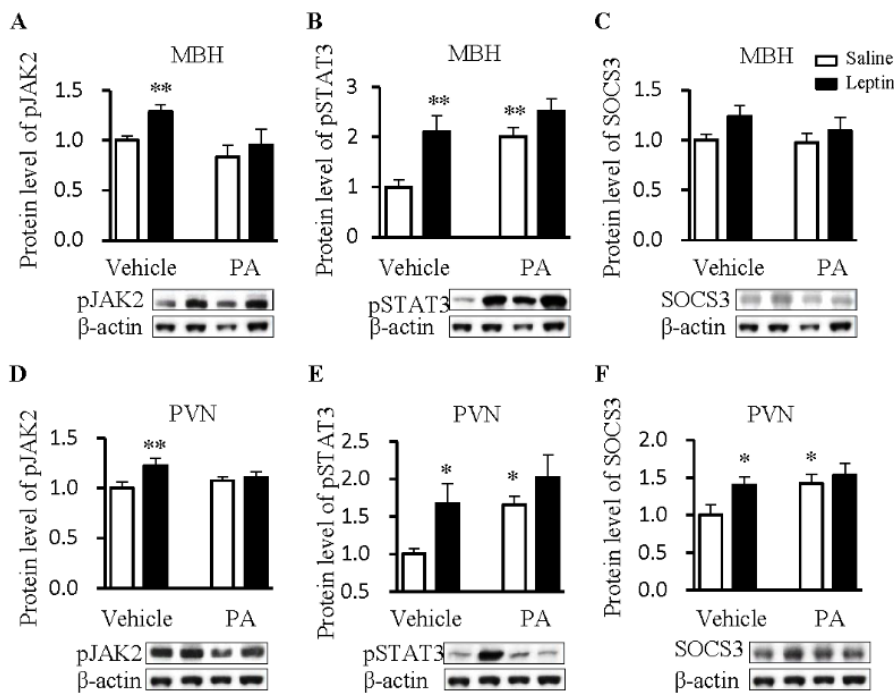 A
MBH
Protein level of pJAK2
1.5
1.0
0.5
0.0
**
Vehicle PA
pJAK2
β-actin
B
MBH
Protein level of pSTAT3
3
2
1
0
** **
Vehicle PA
pSTAT3
β-actin
C
MBH
Saline
Leptin
Protein level of SOCS3
1.5
1.0
0.5
0.0
Vehicle PA
SOCS3
β-actin
D
PVN
Protein level of pJAK2
1.5
1.0
0.5
0.0
**
Vehicle PA
pJAK2
β-actin
E
PVN
Protein level of pSTAT3
2.5
2.0
1.5
1.0
0.5
* *
Vehicle PA
pSTAT3
β-actin
F
PVN
Protein level of SOCS3
2.0
1.5
1.0
0.5
0.0
* *
Vehicle PA
SOCS3
β-actin